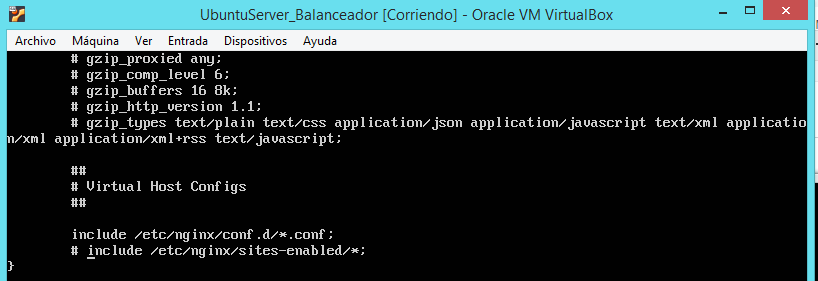 UbuntuServer_Balanceador [Corriendo] - Oracle VM VirtualBox
Archivo Máquina Ver Entrada Dispositivos Ayuda
# gzip_proxied any;
# gzip_comp_level 6;
# gzip_buffers 16 8k;
# gzip_http_version 1.1;
# gzip_types text/plain text/css application/json application/javascript text/xml applicatio
n/xml application/xml+rss text/javascript;
##
# Virtual Host Configs
##
include /etc/nginx/conf.d/*.conf;
# include /etc/nginx/sites-enabled/*;
}